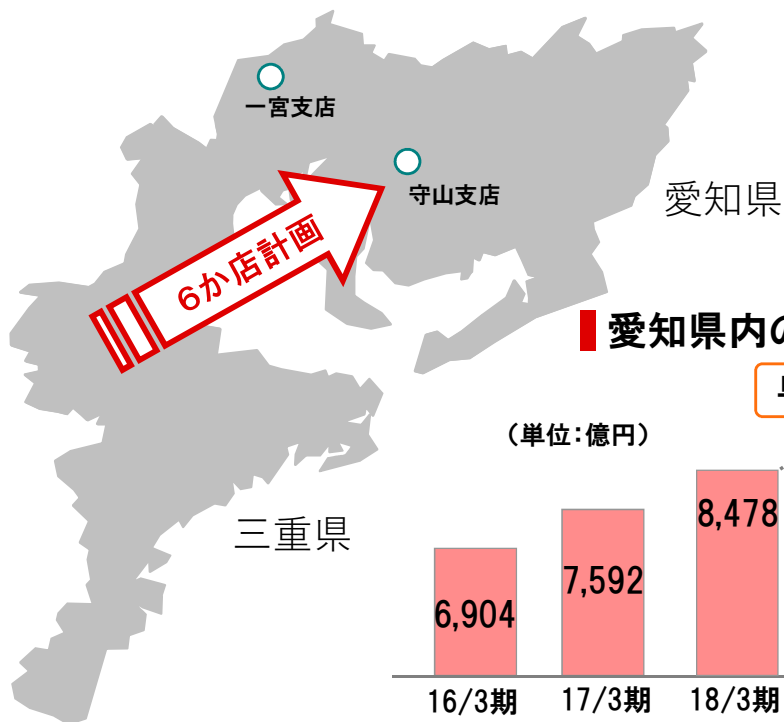 一宮支店
守山支店
愛知県
6か店計画
愛知県内の
(単位:億円)
三重県
6,904
7,592
8,478
16/3期
17/3期
18/3期